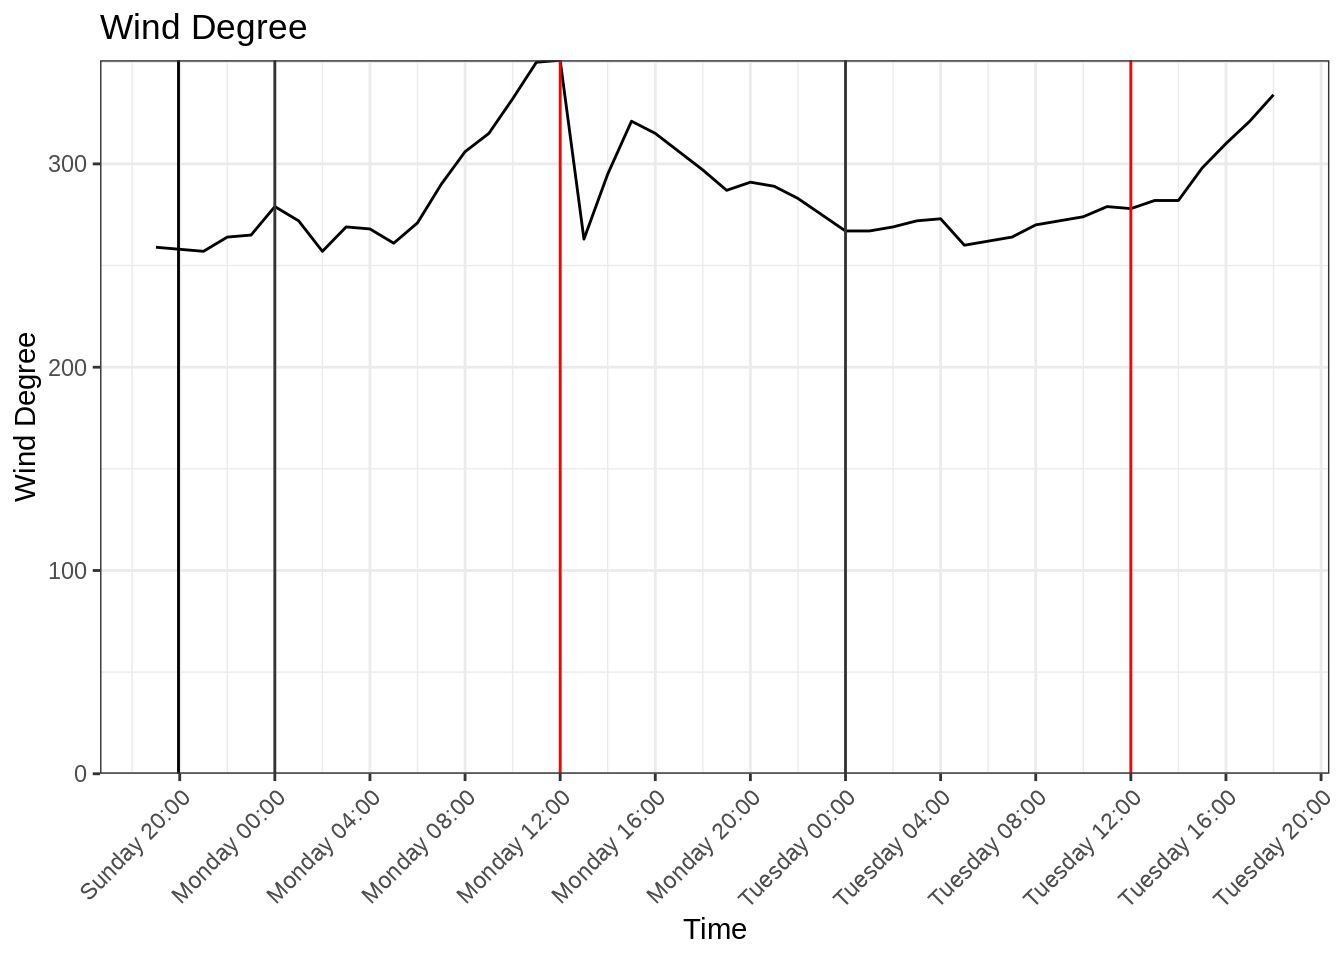 Wind Degree
Wind Degree
300
200
100
0
Sunday 20:00
Monday 00:00
Monday 04:00
Monday 08:00
Monday 12:00
Monday 16:00
Monday 20:00
Tuesday 00:00
Tuesday 04:00
Tuesday 08:00
Tuesday 12:00
Tuesday 16:00
Tuesday 20:00
Time